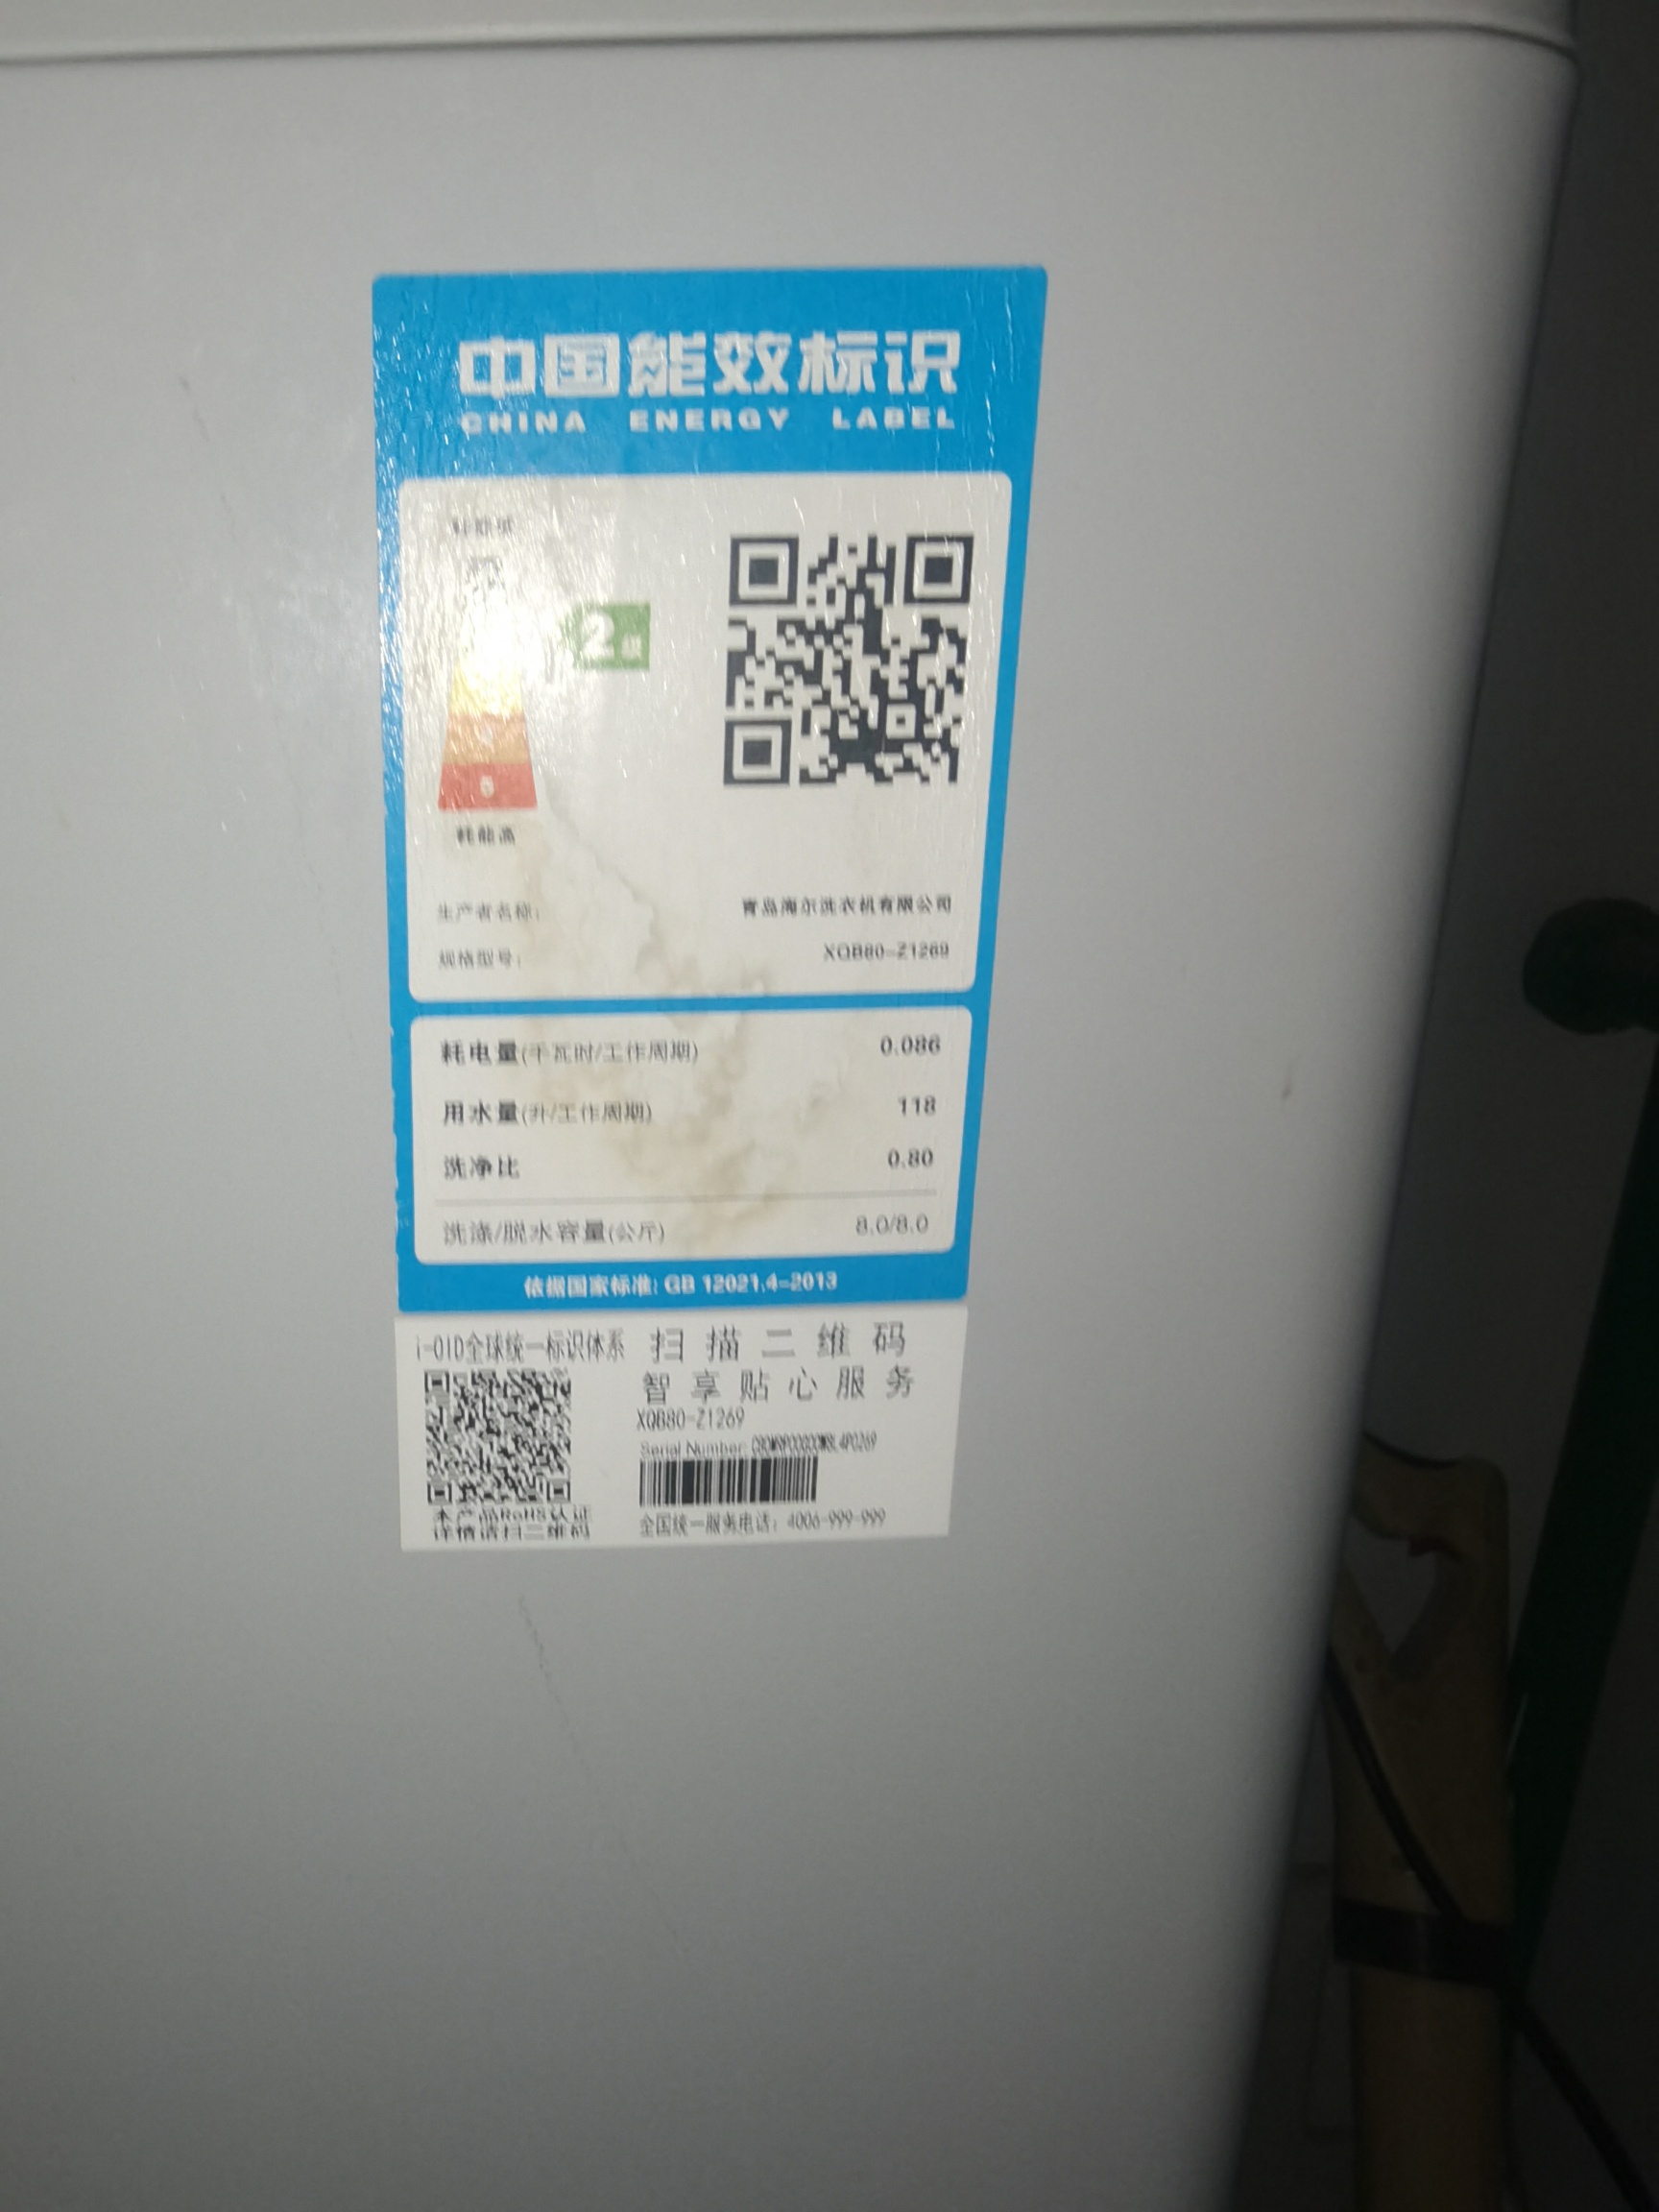 中国能效标识
CHINA ENERGY LABEL
2级
4
5
耗能高
生产者名称： 青岛海尔洗衣机有限公司
规格型号： XQB80-Z1269
耗电量(千瓦时/工作周期) 0.086
用水量(升/工作周期) 118
洗净比 0.80
洗涤/脱水容量(公斤) 8.0/8.0
依据国家标准: GB 12021.4-2013
i-OID全球统一标识体系
扫描二维码
智享贴心服务
XQB80-Z1269
Serial Number:
本产品RoHS认证
详情请扫二维码
全国统一服务电话：4006-999-999